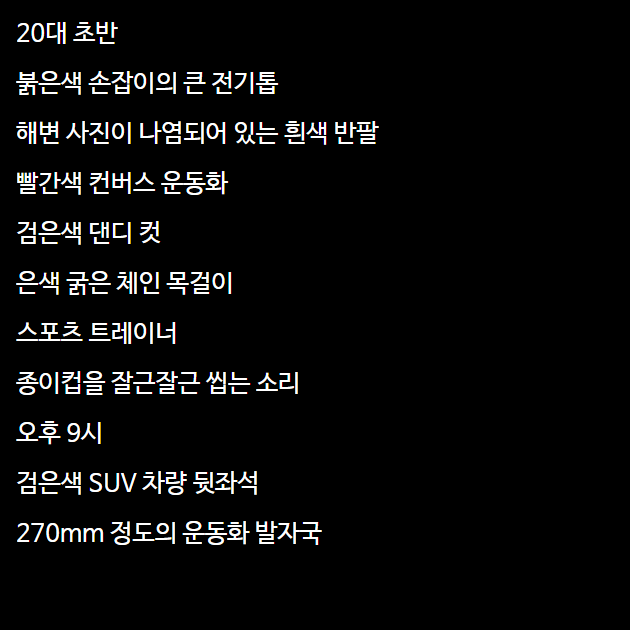 20대 초반
붉은색 손잡이의 큰 전기톱
해변 사진이 나염되어 있는 흰색 반팔
빨간색 컨버스 운동화
검은색 댄디 컷
은색 굵은 체인 목걸이
스포츠 트레이너
종이컵을 잘근잘근 씹는 소리
오후 9시
검은색 SUV 차량 뒷좌석
270mm 정도의 운동화 발자국